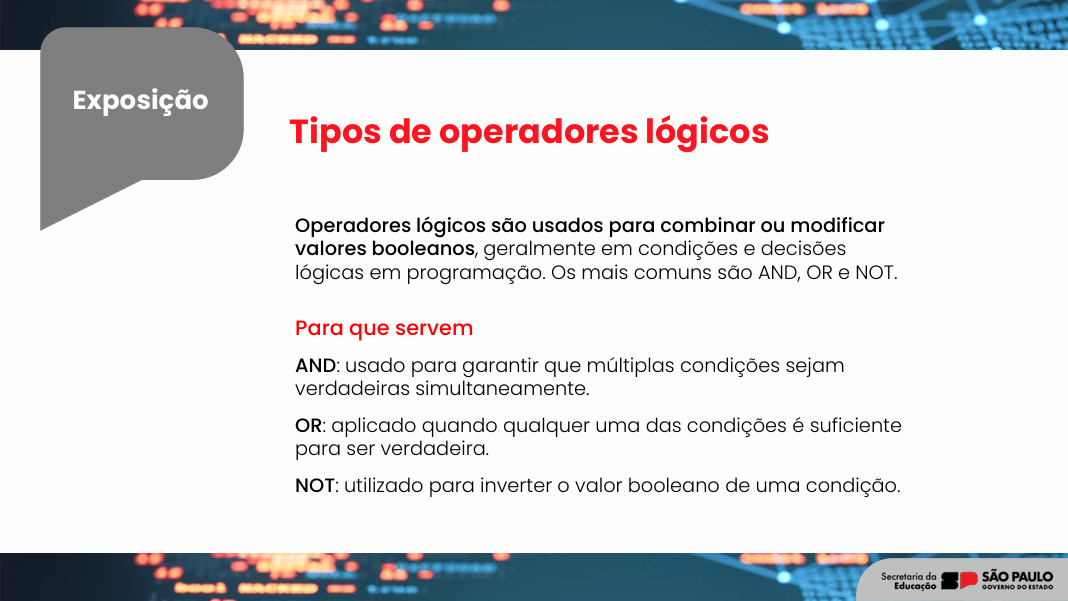 Exposição
Tipos de operadores lógicos
Operadores lógicos são usados para combinar ou modificar
valores booleanos, geralmente em condições e decisões
lógicas em programação. Os mais comuns são AND, OR e NOT.
Para que servem
AND: usado para garantir que múltiplas condições sejam
verdadeiras simultaneamente.
OR: aplicado quando qualquer uma das condições é suficiente
para ser verdadeira.
NOT: utilizado para inverter o valor booleano de uma condição.
Secretaria da
Educação
SÃO PAULO
GOVERNO DO ESTADO